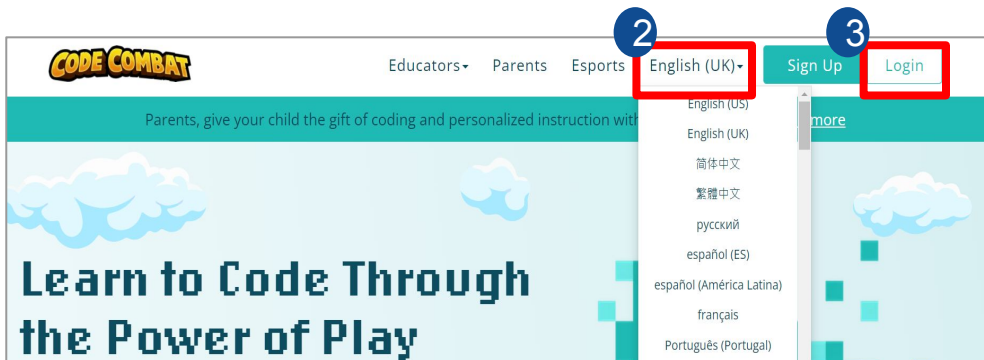 2
3
CODE COMBAT
Educators Parents Esports English (UK) Sign Up Login
Parents, give your child the gift of coding and personalized instruction with more
English (US)
English (UK)
简体中文
繁體中文
русский
español (ES)
español (América Latina)
français
Português (Portugal)
Learn to Code Through
the Power of Play